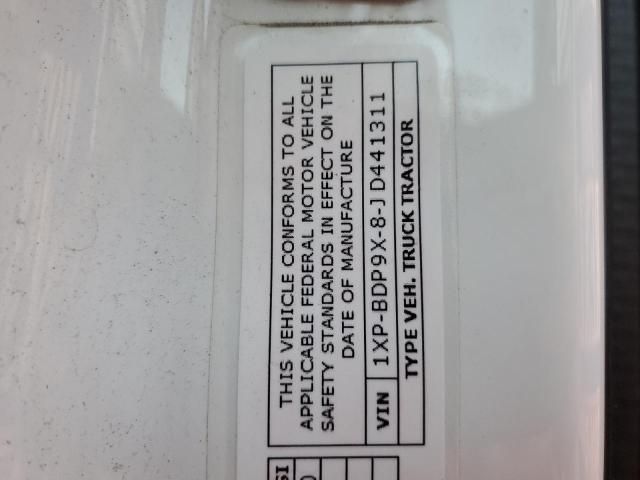 THIS VEHICLE CONFORMS TO ALL
APPLICABLE FEDERAL MOTOR VEHICLE
SAFETY STANDARDS IN EFFECT ON THE
DATE OF MANUFACTURE
VIN 1XP-BDP9X-8-JD441311
TYPE VEH. TRUCK TRACTOR
SI
)